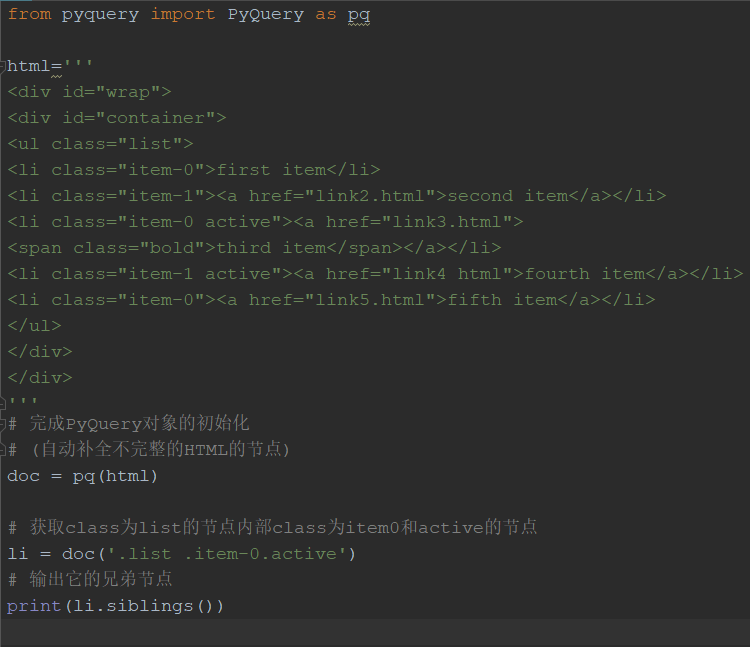 from pyquery import PyQuery as pq
html='''
<div id="wrap">
<div id="container">
<ul class="list">
<li class="item-0">first item</li>
<li class="item-1"><a href="link2.html">second item</a></li>
<li class="item-0 active"><a href="link3.html">
<span class="bold">third item</span></a></li>
<li class="item-1 active"><a href="link4 html">fourth item</a></li>
<li class="item-0"><a href="link5.html">fifth item</a></li>
</ul>
</div>
</div>
'''
# 完成PyQuery对象的初始化
# (自动补全不完整的HTML的节点)
doc = pq(html)
# 获取class为list的节点内部class为item0和active的节点
li = doc('.list .item-0.active')
# 输出它的兄弟节点
print(li.siblings())